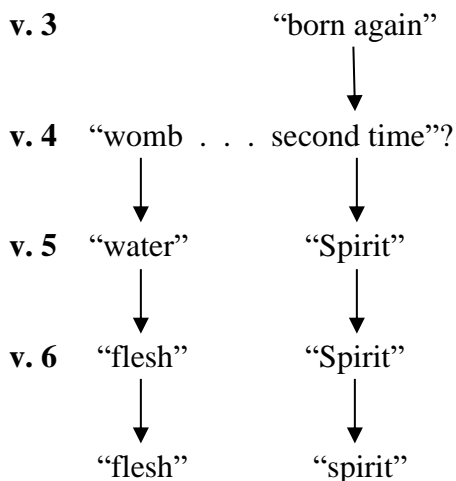 v. 3 “born again”
v. 4 “womb . . . second time”?
v. 5 “water” “Spirit”
v. 6 “flesh” “Spirit”
“flesh” “spirit”